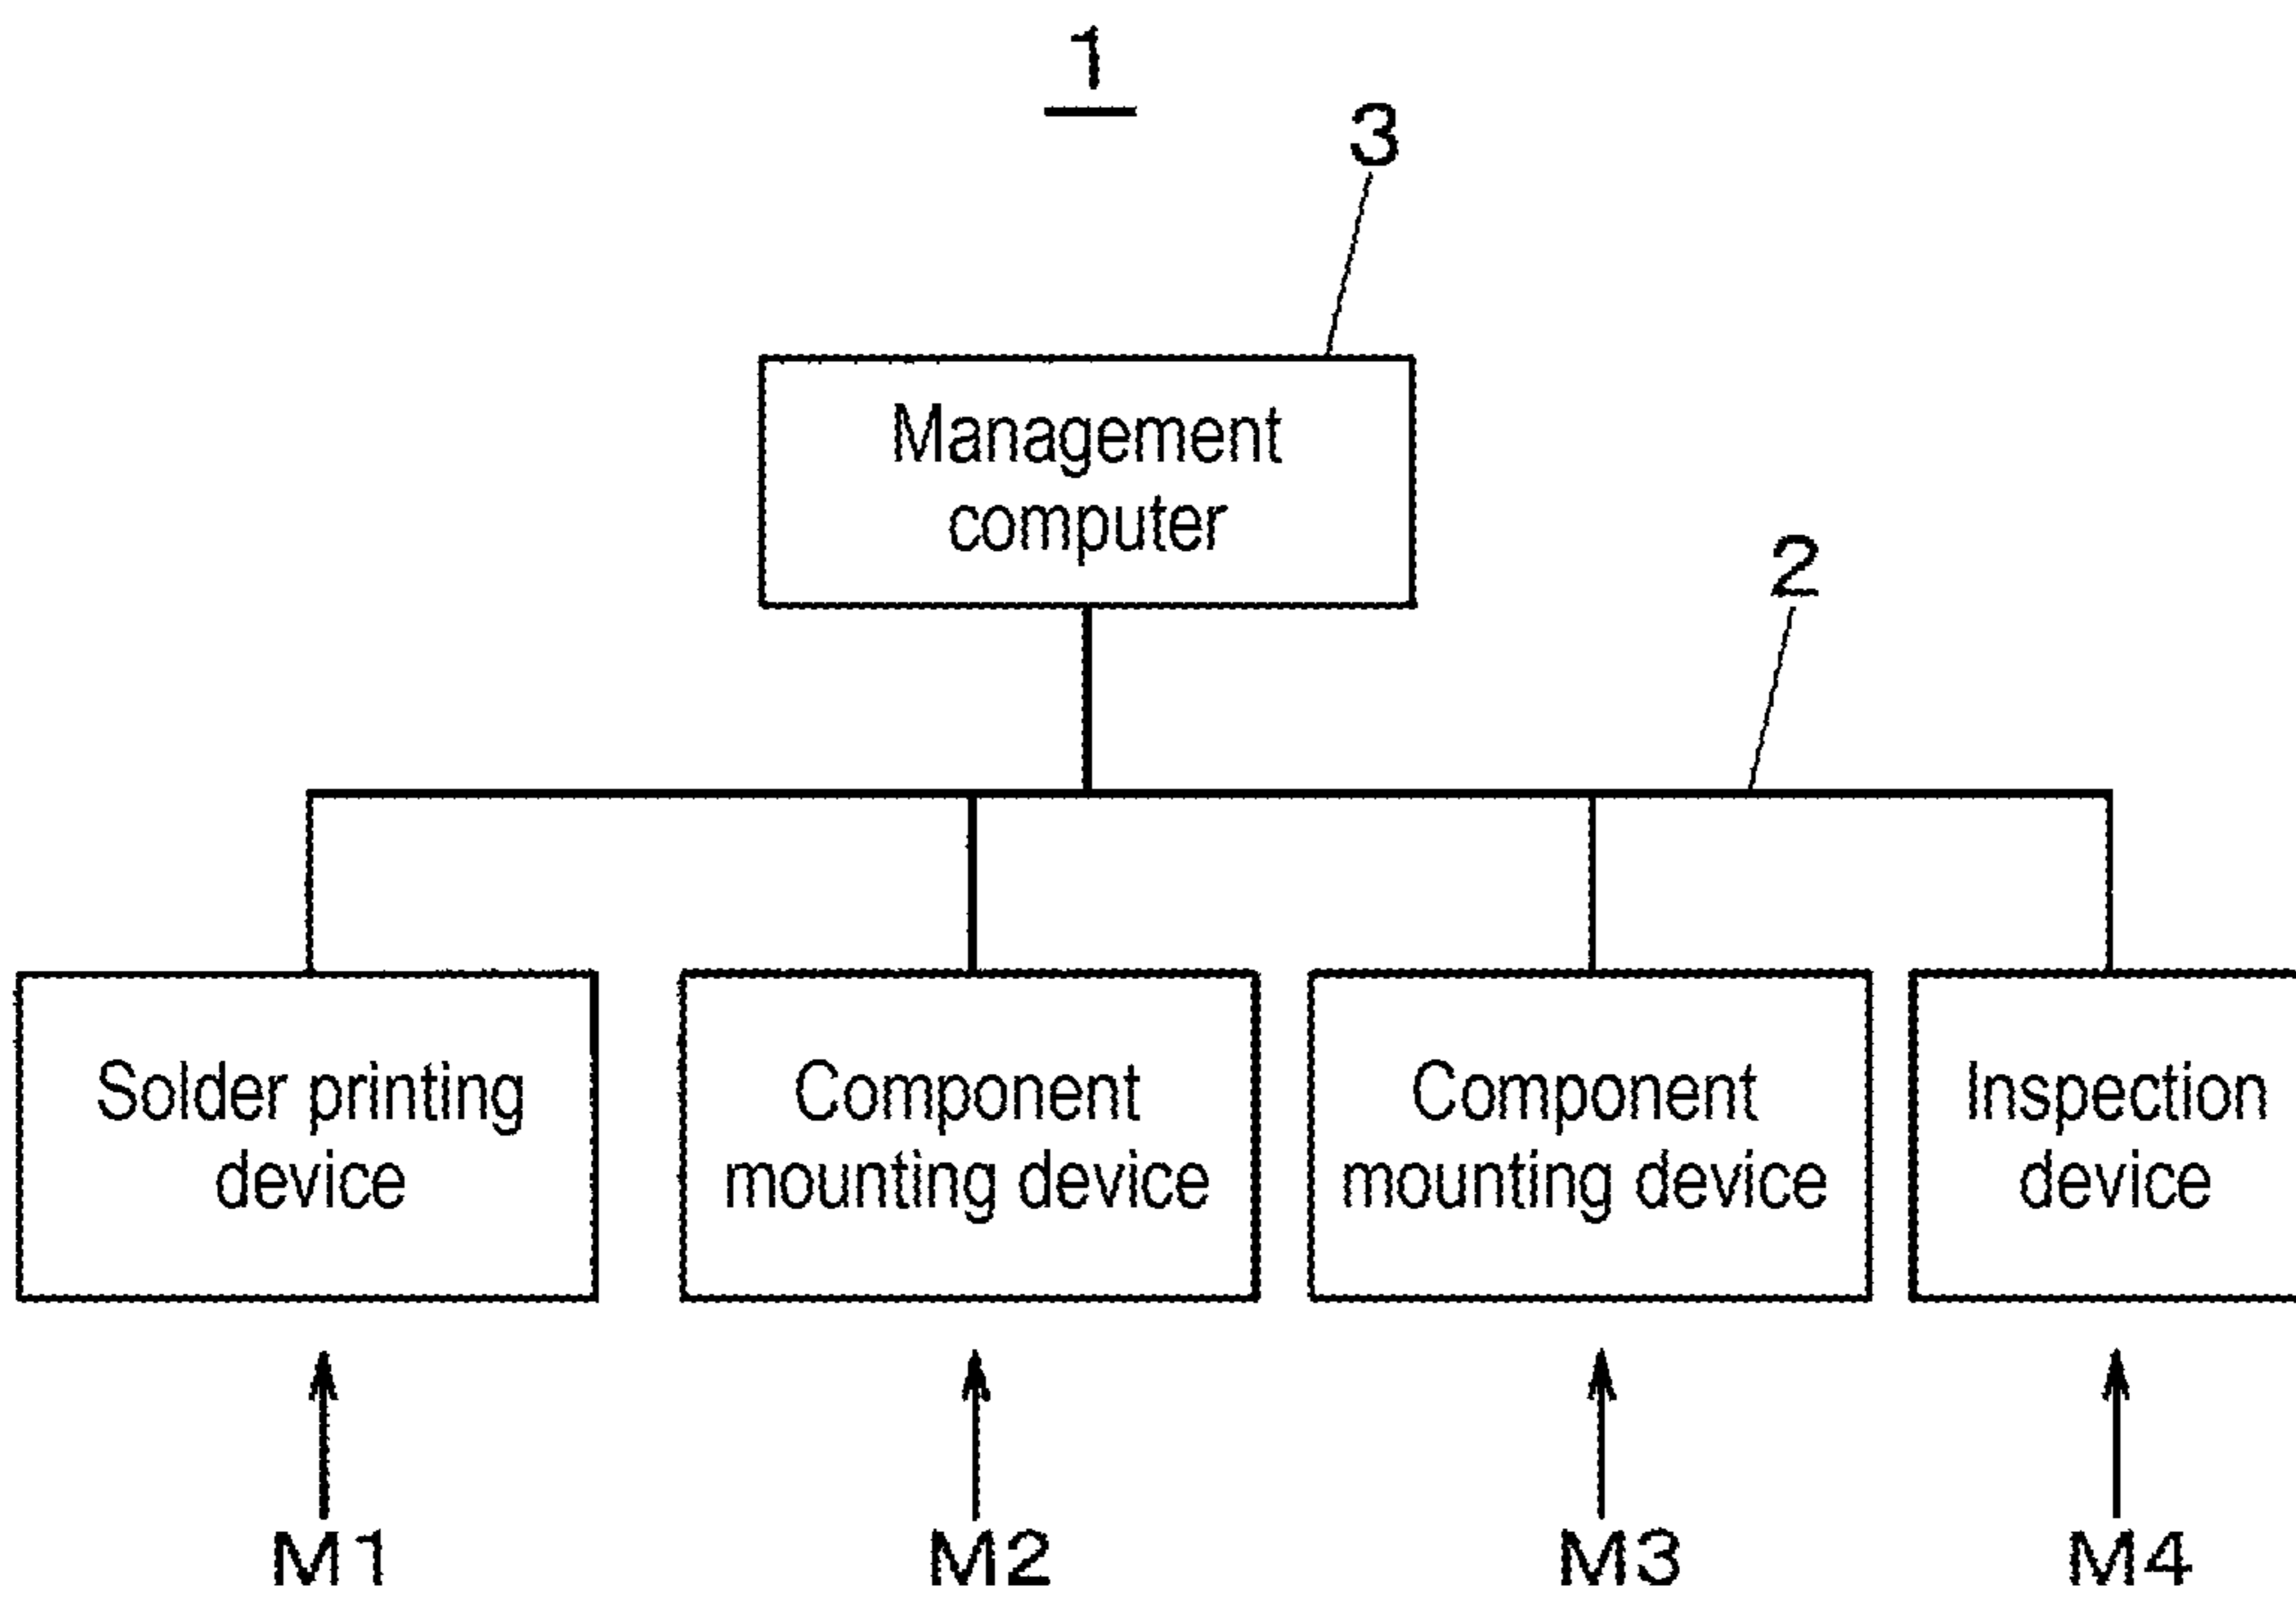 1
3
Management
computer
2
Solder printing
device
Component
mounting device
Component
mounting device
Inspection
device
M1
M2
M3
M4